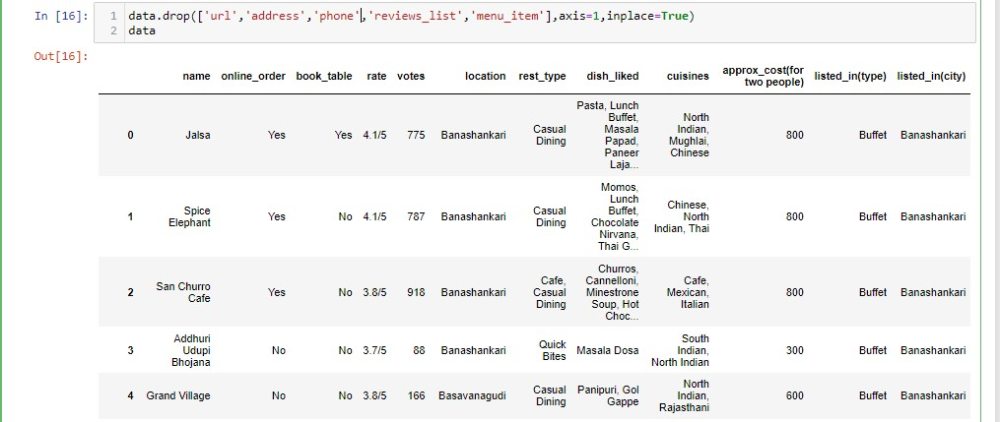 In [16]:
1 data.drop(['url','address','phone','reviews_list','menu_item'],axis=1,inplace=True)
2 data
Out[16]:
name online_order book_table rate votes location rest_type dish_liked cuisines approx_cost(for two people) listed_in(type) listed_in(city)
0 Jalsa Yes Yes 4.1/5 775 Banashankari Casual Dining Pasta, Lunch Buffet, Masala Papad, Paneer Laja... North Indian, Mughlai, Chinese 800 Buffet Banashankari
1 Spice Elephant Yes No 4.1/5 787 Banashankari Casual Dining Momos, Lunch Buffet, Chocolate Nirvana, Thai G... Chinese, North Indian, Thai 800 Buffet Banashankari
2 San Churro Cafe Yes No 3.8/5 918 Banashankari Cafe, Casual Dining Churros, Cannelloni, Minestrone Soup, Hot Choc... Cafe, Mexican, Italian 800 Buffet Banashankari
3 Addhuri Udupi Bhojana No No 3.7/5 88 Banashankari Quick Bites Masala Dosa South Indian, North Indian 300 Buffet Banashankari
4 Grand Village No No 3.8/5 166 Basavanagudi Casual Dining Panipuri, Gol Gappe North Indian, Rajasthani 600 Buffet Banashankari